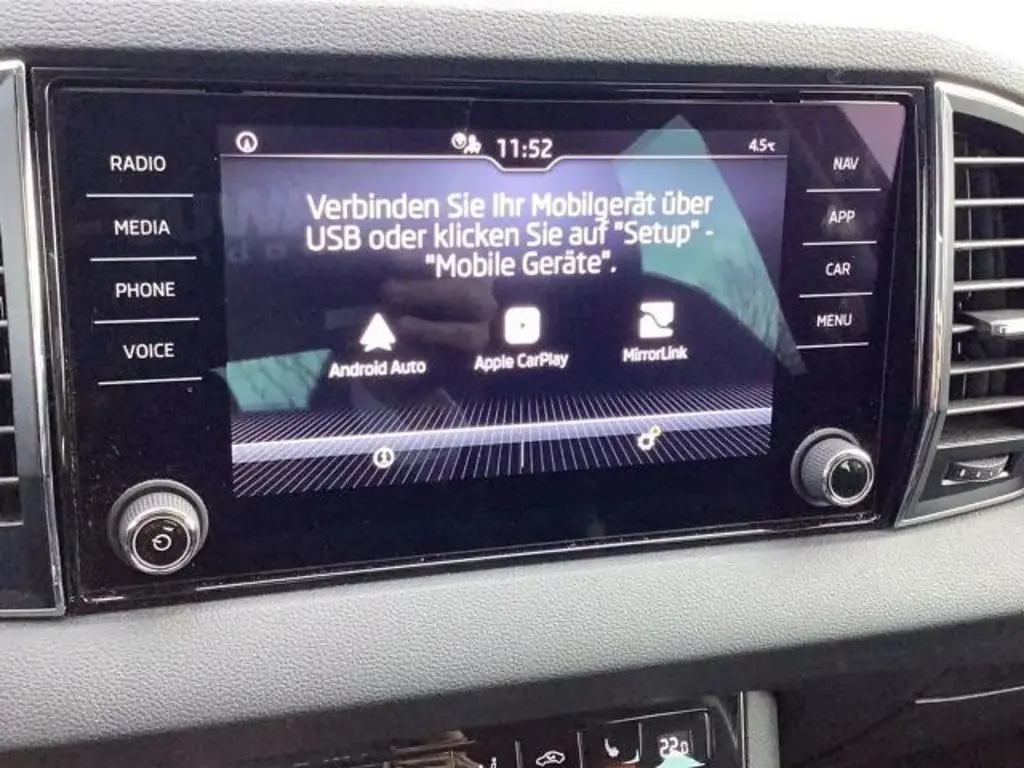 11:52
4.5℃
RADIO
MEDIA
PHONE
VOICE
Verbinden Sie Ihr Mobilgerät über
USB oder klicken Sie auf "Setup" -
"Mobile Geräte".
Android Auto
Apple CarPlay
MirrorLink
NAV
APP
CAR
MENU
22.0